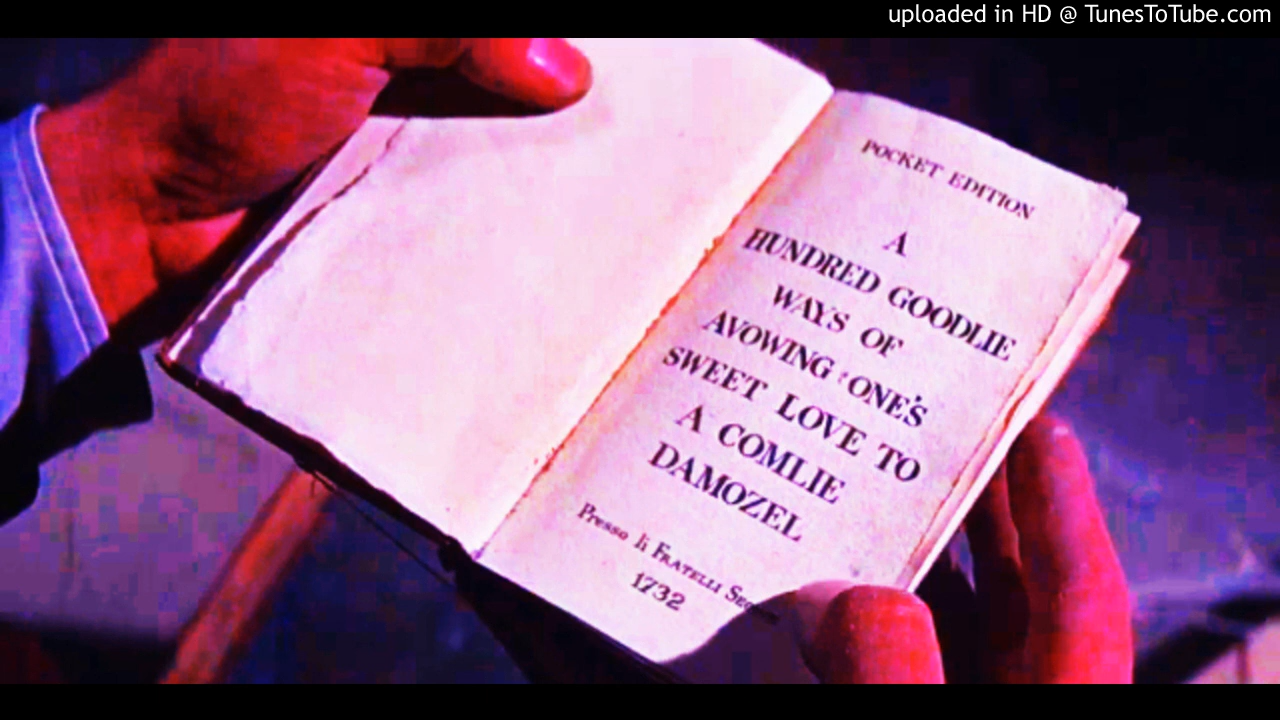 uploaded in HD @ TunesToTube.com
POCKET EDITION
A
HUNDRED GOODLIE
WAYS OF
AVOWING ONE'S
SWEET LOVE TO
A COMLIE
DAMOZEL
Presso li FRATELLI
1732